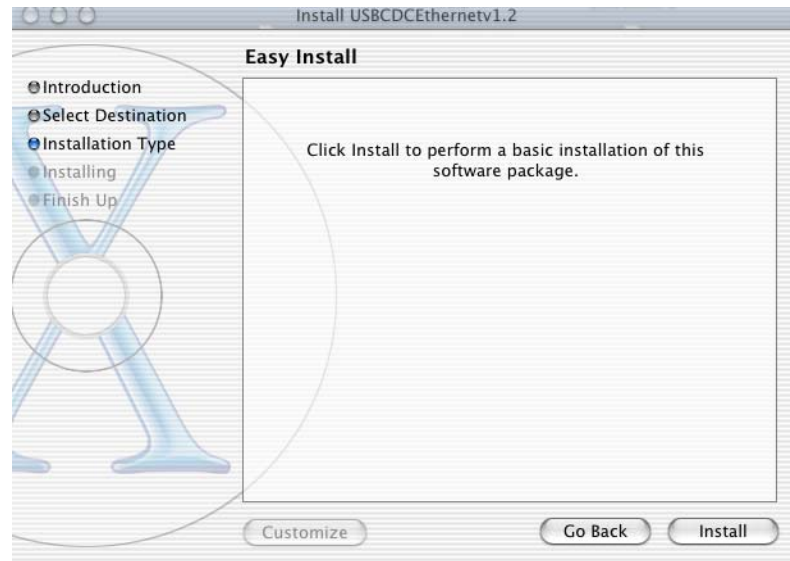 Install USBCDCEthernetv1.2
Easy Install
Introduction
Select Destination
Installation Type
Installing
Finish Up
Click Install to perform a basic installation of this
software package.
Customize
Go Back
Install